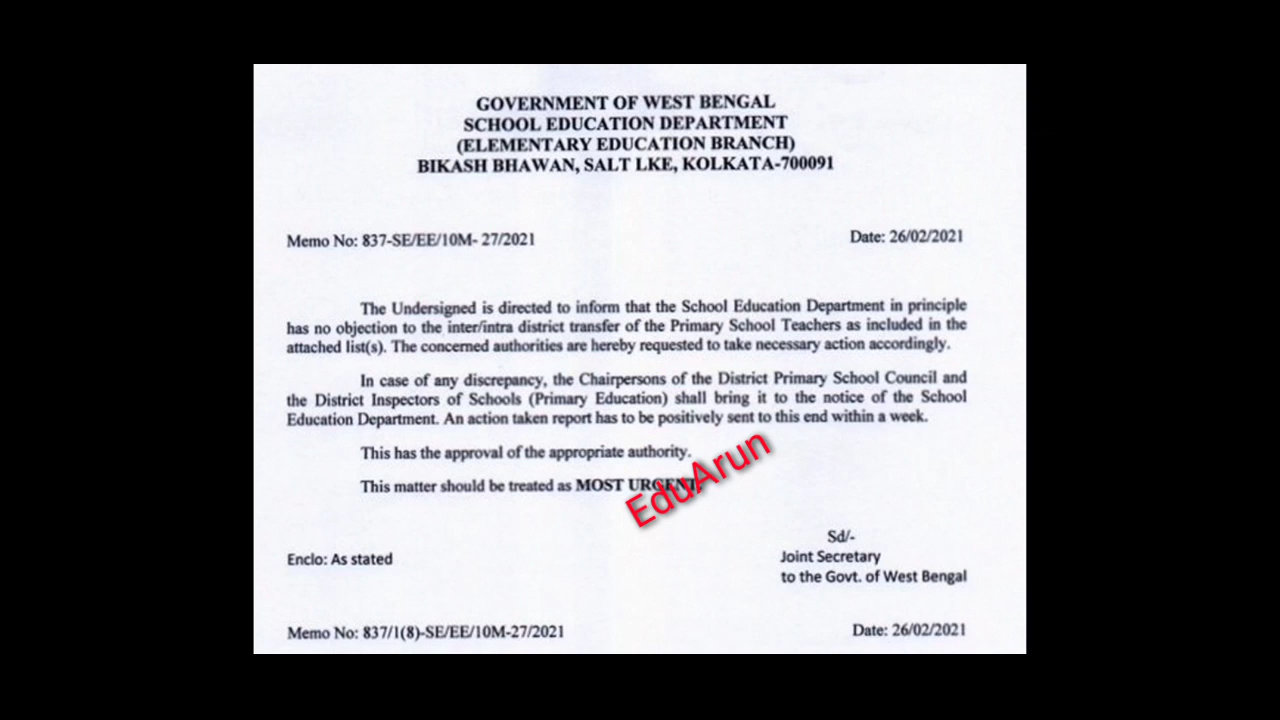 GOVERNMENT OF WEST BENGAL
SCHOOL EDUCATION DEPARTMENT
(ELEMENTARY EDUCATION BRANCH)
BIKASH BHAWAN, SALT LKE, KOLKATA-700091
Memo No: 837-SE/EE/10M- 27/2021 Date: 26/02/2021
The Undersigned is directed to inform that the School Education Department in principle
has no objection to the inter/intra district transfer of the Primary School Teachers as included in the
attached list(s). The concerned authorities are hereby requested to take necessary action accordingly.
In case of any discrepancy, the Chairpersons of the District Primary School Council and
the District Inspectors of Schools (Primary Education) shall bring it to the notice of the School
Education Department. An action taken report has to be positively sent to this end within a week.
This has the approval of the appropriate authority.
This matter should be treated as MOST URGENT.
EduArun
Sd/-
Enclo: As stated Joint Secretary
to the Govt. of West Bengal
Memo No: 837/1(8)-SE/EE/10M-27/2021 Date: 26/02/2021